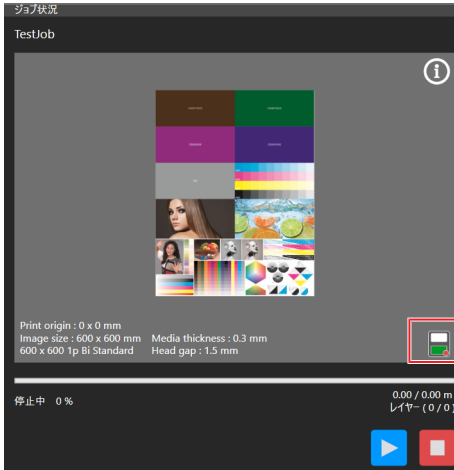 ジョブ状況
TestJob
Print origin : 0 x 0 mm
Image size : 600 x 600 mm Media thickness : 0.3 mm
600 x 600 1p Bi Standard Head gap : 1.5 mm
停止中 0 %
0.00 / 0.00 m
レイヤー ( 0 / 0 )